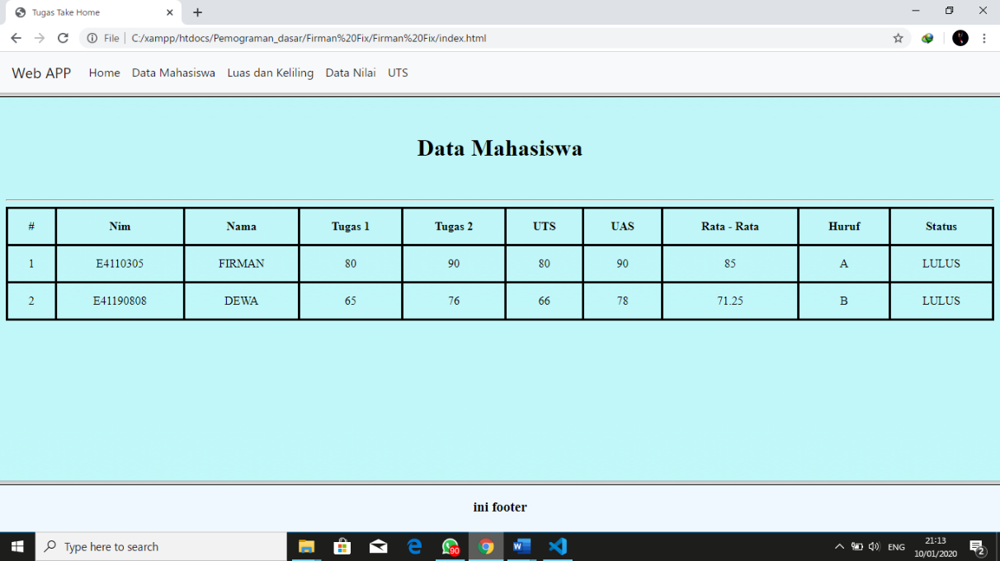 Tugas Take Home
File C:/xampp/htdocs/Pemograman_dasar/Firman%20Fix/Firman%20Fix/index.html
Web APP Home Data Mahasiswa Luas dan Keliling Data Nilai UTS
Data Mahasiswa
# Nim Nama Tugas 1 Tugas 2 UTS UAS Rata - Rata Huruf Status
1 E4110305 FIRMAN 80 90 80 90 85 A LULUS
2 E41190808 DEWA 65 76 66 78 71.25 B LULUS
ini footer
Type here to search 90 ENG 21:13
10/01/2020 2